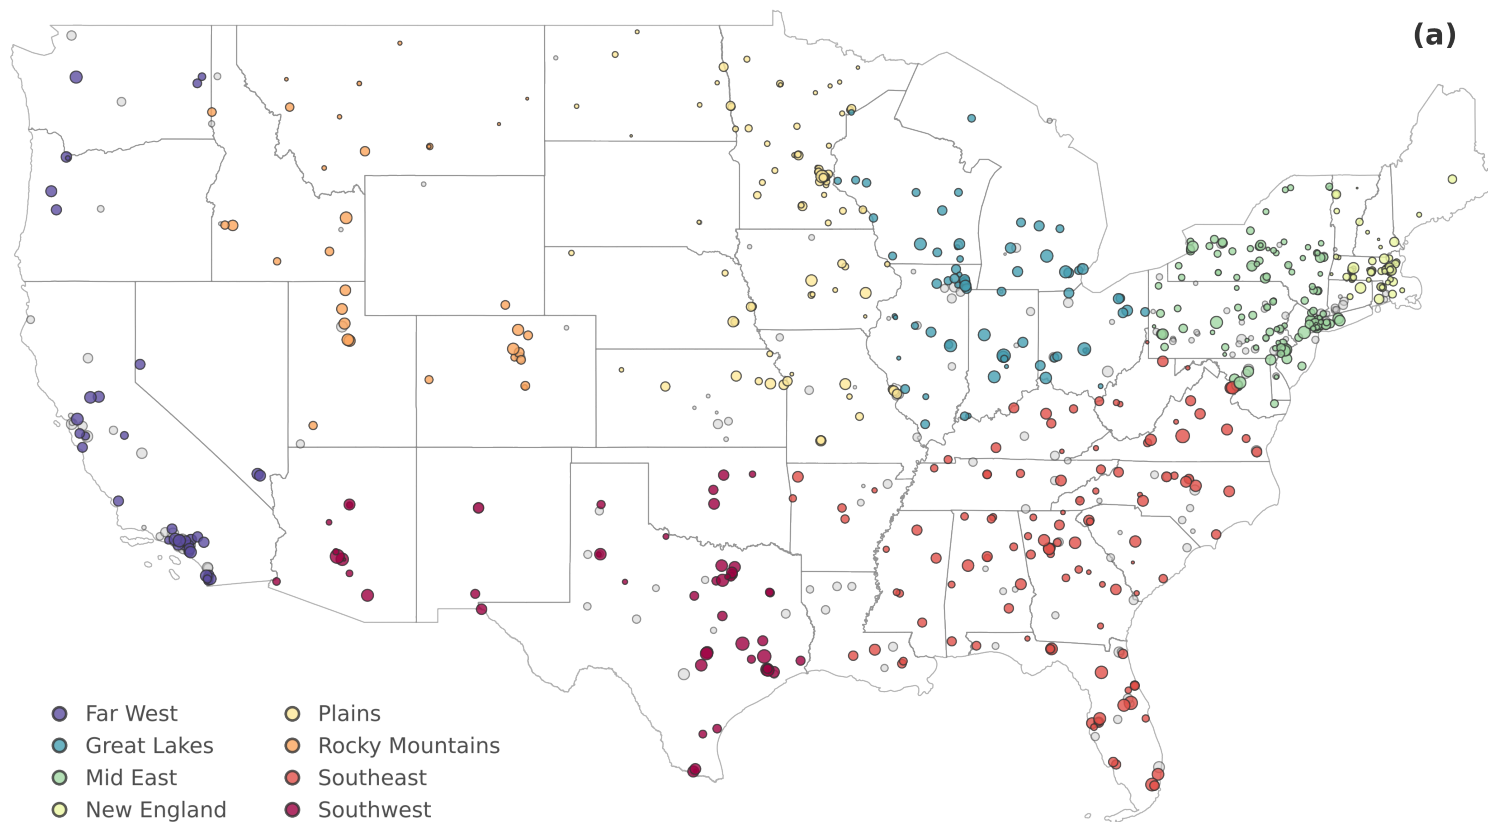 (a)
Far West
Great Lakes
Mid East
New England
Plains
Rocky Mountains
Southeast
Southwest